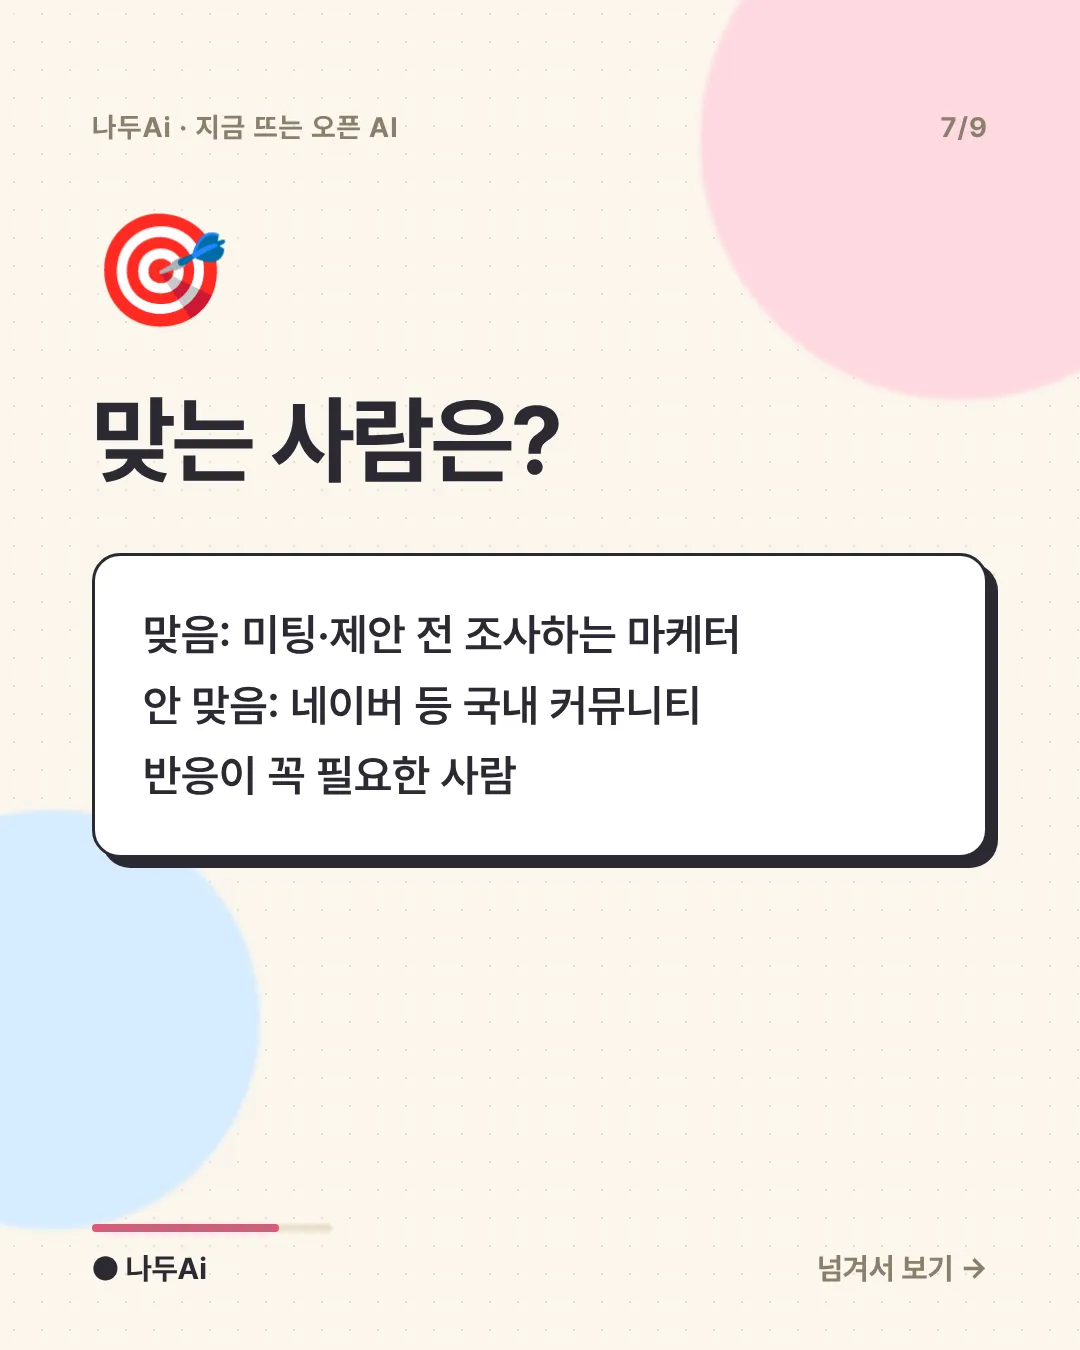 나두Ai · 지금 뜨는 오픈 AI
7/9
맞는 사람은?
맞음: 미팅·제안 전 조사하는 마케터
안 맞음: 네이버 등 국내 커뮤니티
반응이 꼭 필요한 사람
나두Ai
넘겨서 보기 →